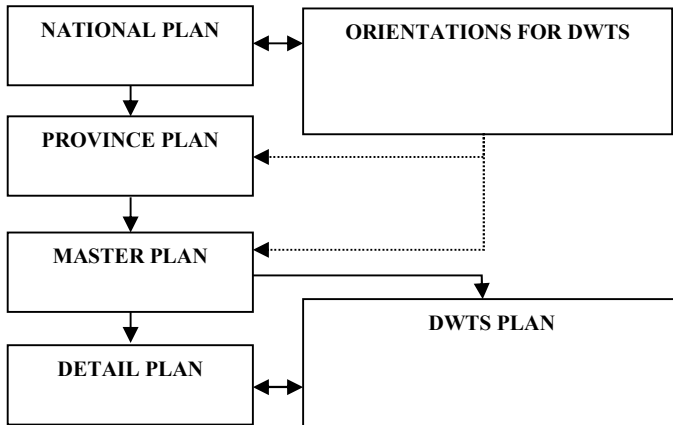 NATIONAL PLAN
ORIENTATIONS FOR DWTS
PROVINCE PLAN
MASTER PLAN
DWTS PLAN
DETAIL PLAN